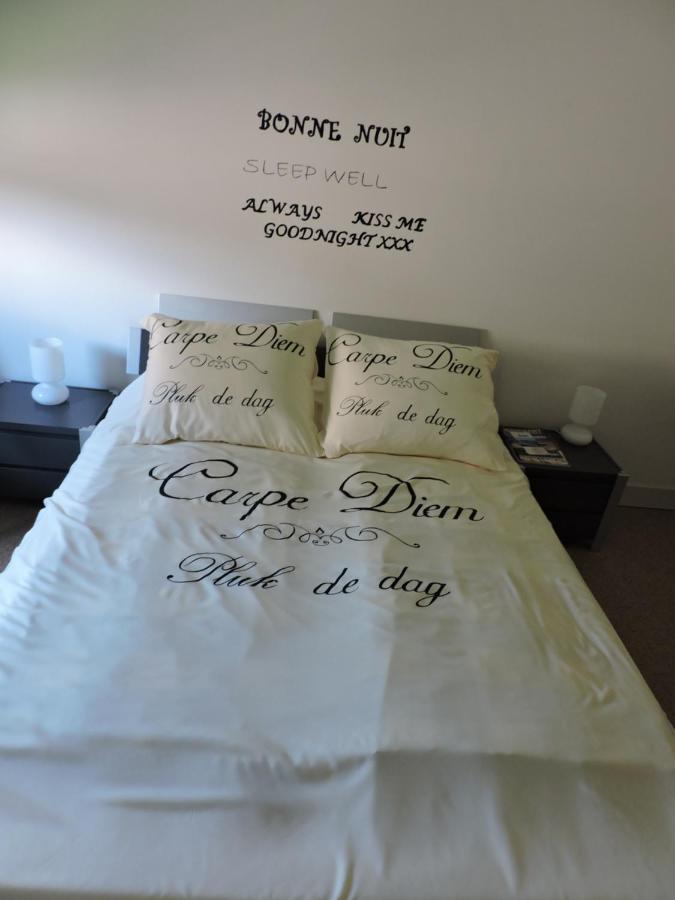 BONNE NUIT
SLEEP WELL
ALWAYS KISS ME
GOODNIGHT XXX
Carpe Diem
Pluk de dag
Carpe Diem
Pluk de dag
Carpe Diem
Pluk de dag